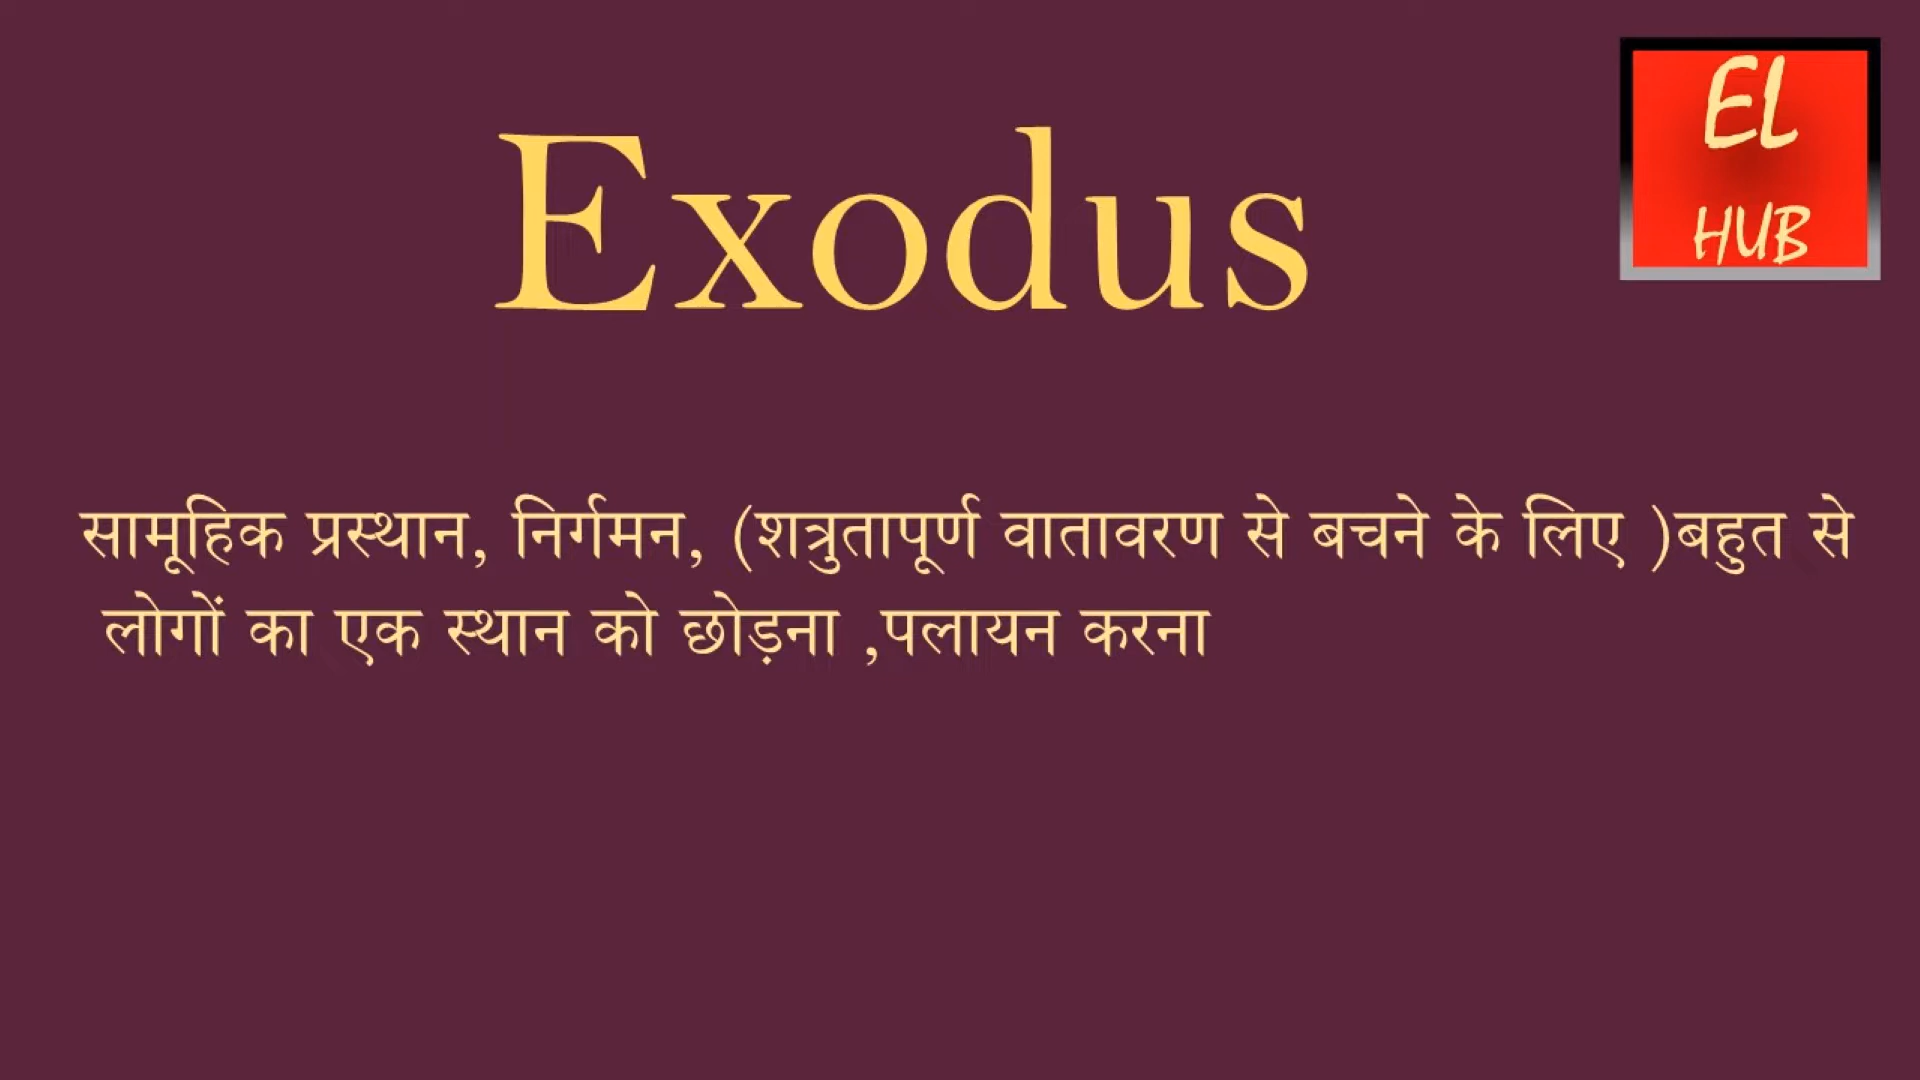 Exodus
EL
HUB
सामूहिक प्रस्थान, निर्गमन, (शत्रुतापूर्ण वातावरण से बचने के लिए )बहुत से
लोगों का एक स्थान को छोड़ना ,पलायन करना